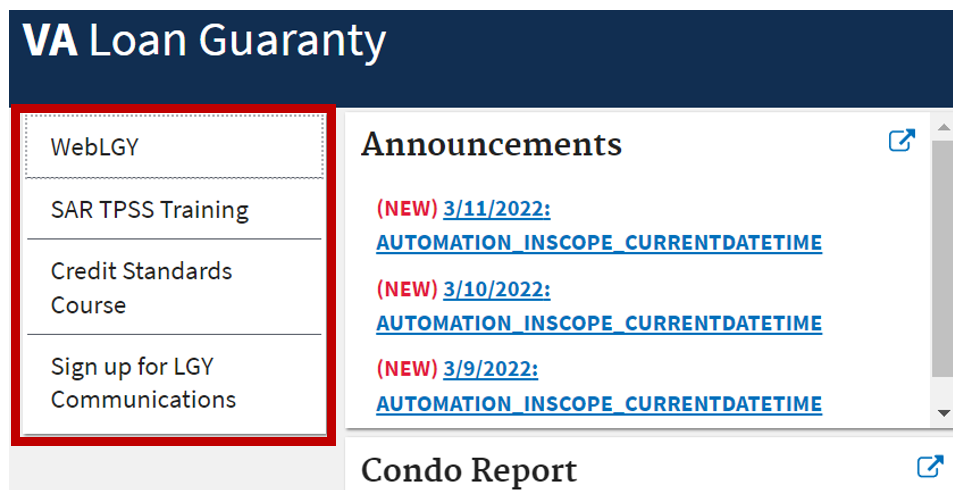 VA Loan Guaranty
WebLGY
SAR TPSS Training
Credit Standards
Course
Sign up for LGY
Communications
Announcements
(NEW) 3/11/2022:
AUTOMATION_INSCOPE_CURRENTDATETIME
(NEW) 3/10/2022:
AUTOMATION_INSCOPE_CURRENTDATETIME
(NEW) 3/9/2022:
AUTOMATION_INSCOPE_CURRENTDATETIME
Condo Report